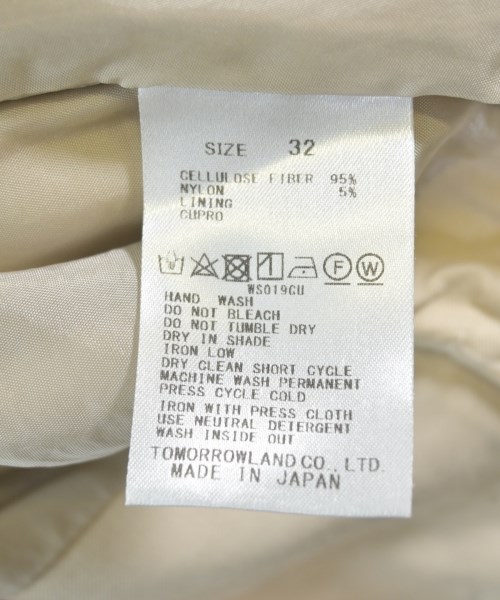 SIZE 32
CELLULOSE FIBER 95%
NYLON 5%
LINING
CUPRO
F W
WS019CU
HAND WASH
DO NOT BLEACH
DO NOT TUMBLE DRY
DRY IN SHADE
IRON LOW
DRY CLEAN SHORT CYCLE
MACHINE WASH PERMANENT
PRESS CYCLE COLD
IRON WITH PRESS CLOTH
USE NEUTRAL DETERGENT
WASH INSIDE OUT
TOMORROWLAND CO., LTD.
MADE IN JAPAN